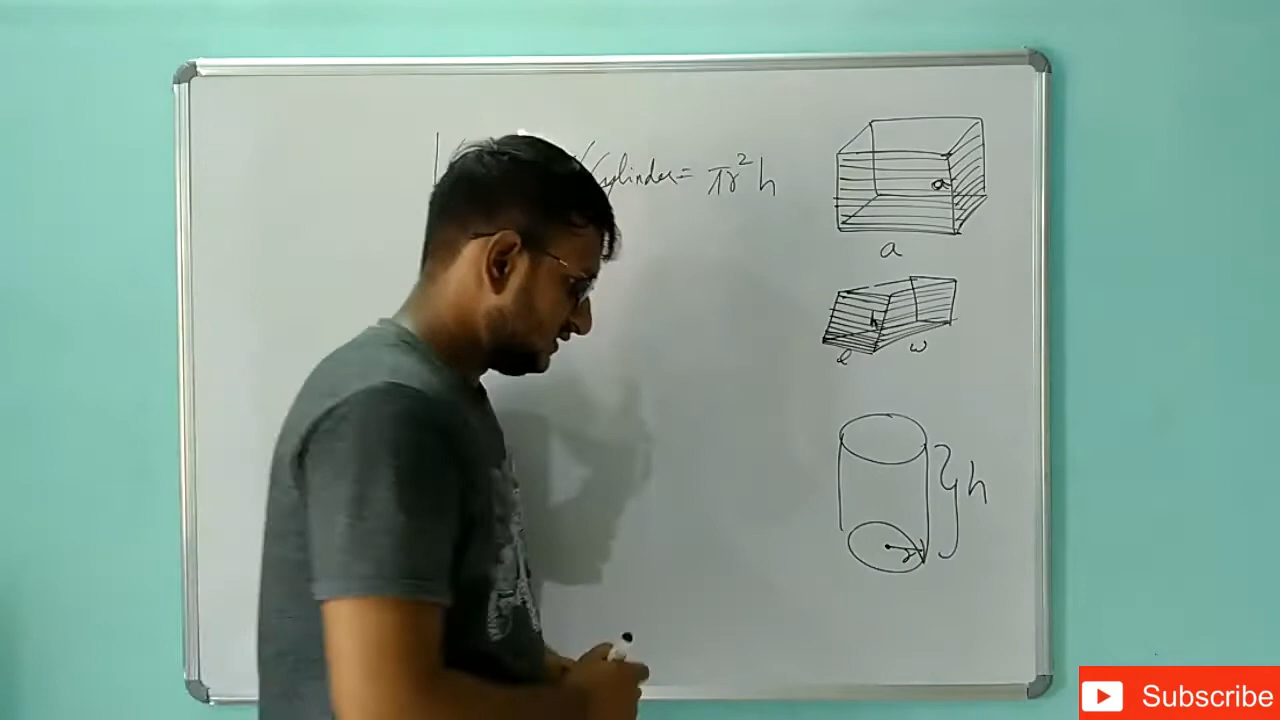 Cylinder = πr²h
a
a
h
l
w
h
r
Subscribe